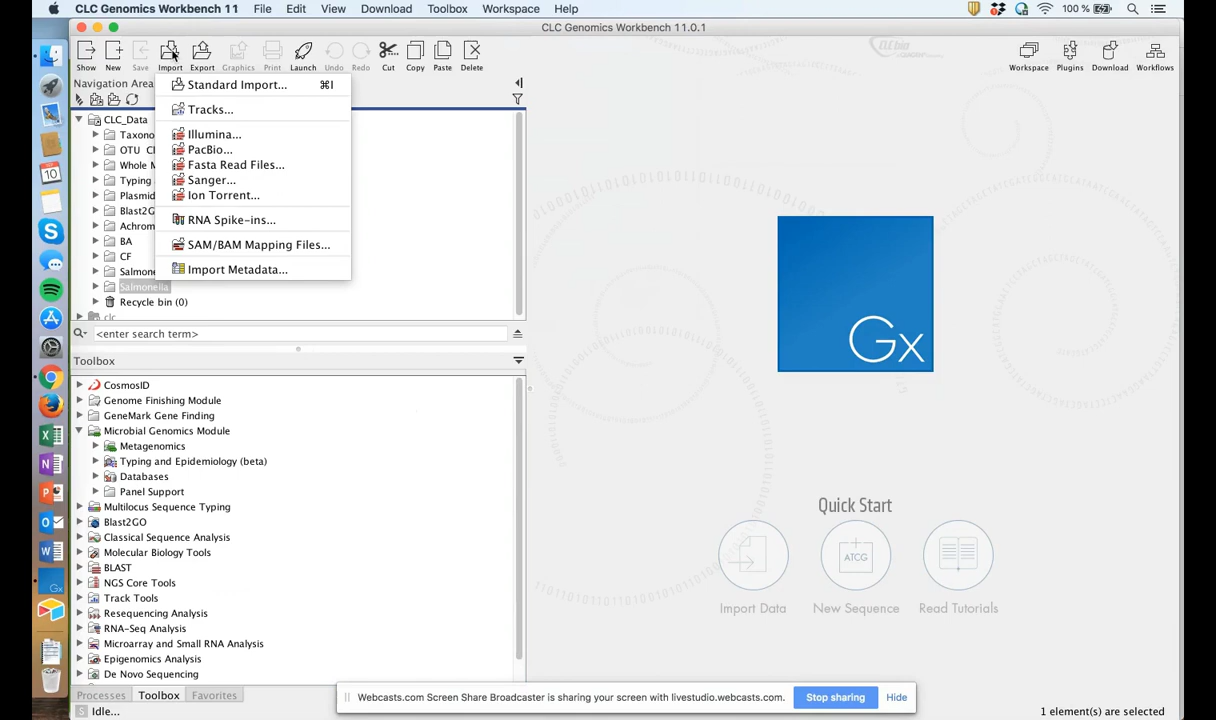 CLC Genomics Workbench 11 File Edit View Download Toolbox Workspace Help 100 %
CLC Genomics Workbench 11.0.1
Show New Save Import Export Graphics Print Launch Undo Redo Cut Copy Paste Delete Workspace Plugins Download Workflows
Navigation Area
Standard Import... ⌘I
Tracks...
Illumina...
PacBio...
Fasta Read Files...
Sanger...
Ion Torrent...
RNA Spike-ins...
SAM/BAM Mapping Files...
Import Metadata...
CLC_Data
Taxono
OTU Cl
Whole M
Typing
Plasmid
Blast2G
Achrom
BA
CF
Salmon
Salmonella
Recycle bin (0)
clc
<enter search term>
Toolbox
CosmosID
Genome Finishing Module
GeneMark Gene Finding
Microbial Genomics Module
Metagenomics
Typing and Epidemiology (beta)
Databases
Panel Support
Multilocus Sequence Typing
Blast2GO
Classical Sequence Analysis
Molecular Biology Tools
BLAST
NGS Core Tools
Track Tools
Resequencing Analysis
RNA-Seq Analysis
Microarray and Small RNA Analysis
Epigenomics Analysis
De Novo Sequencing
Processes Toolbox Favorites
Idle...
Gx
Quick Start
ATCG
Import Data New Sequence Read Tutorials
Webcasts.com Screen Share Broadcaster is sharing your screen with livestudio.webcasts.com. Stop sharing Hide
1 element(s) are selected